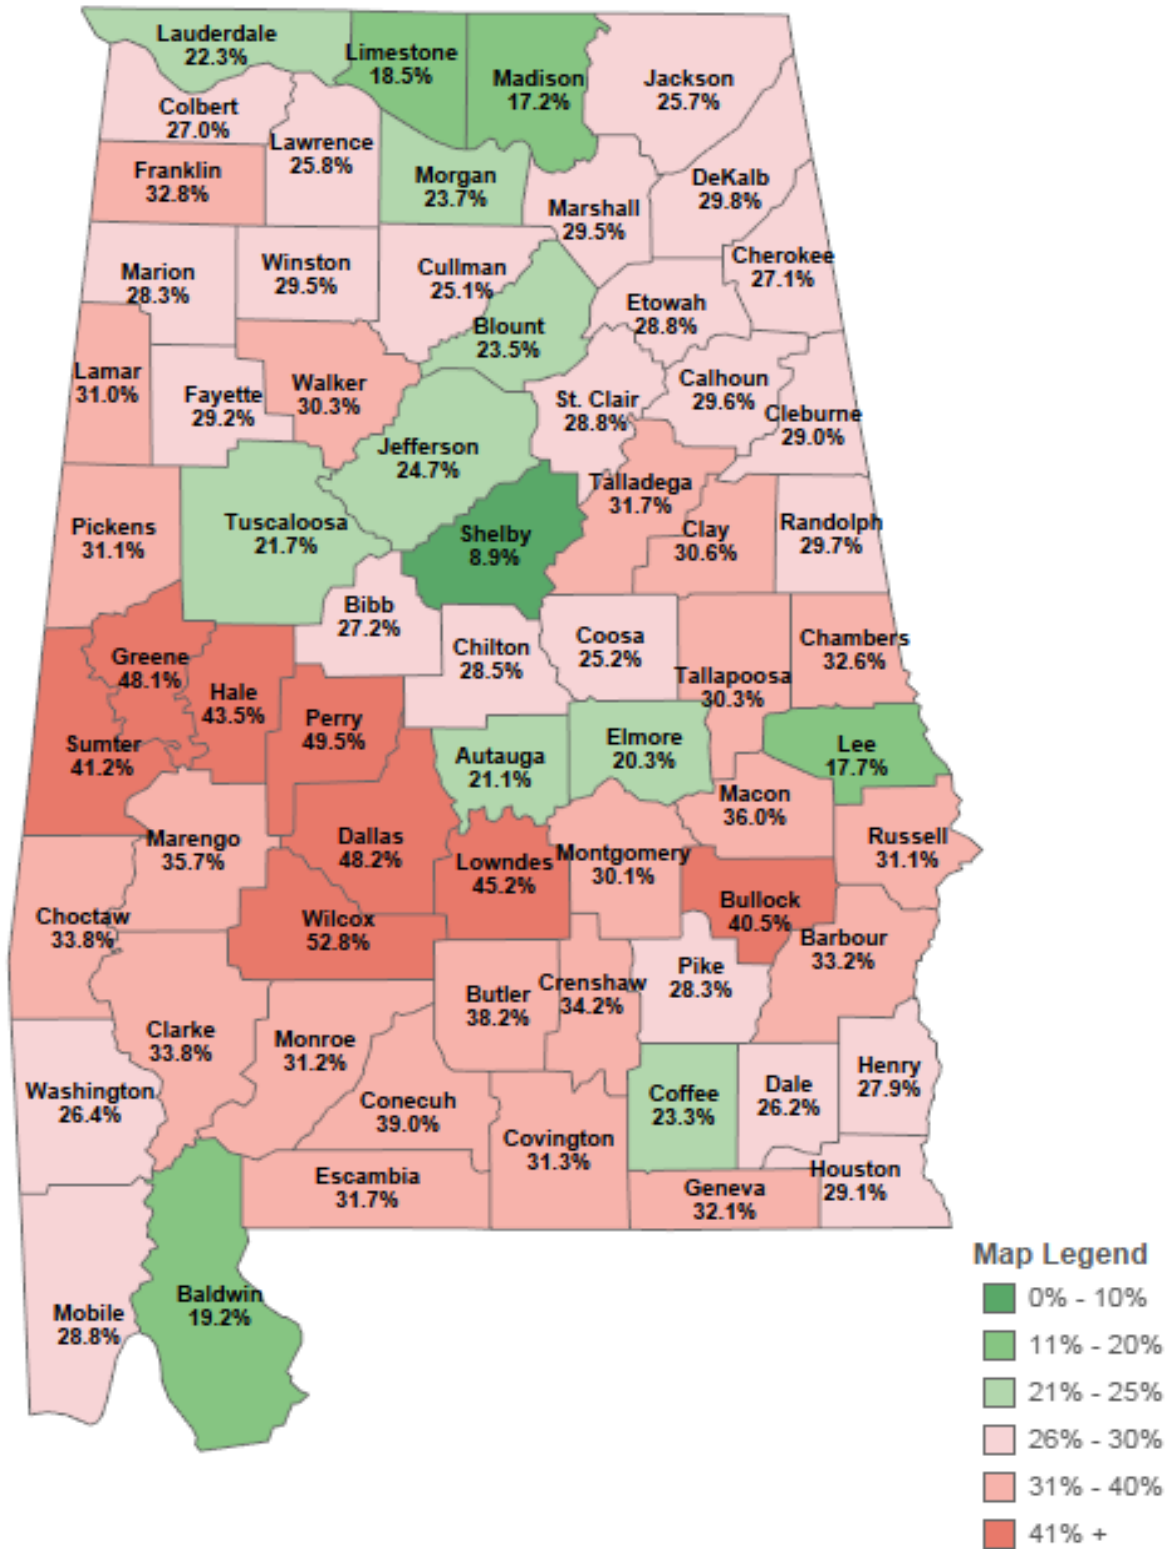 Lauderdale
22.3%
Limestone
18.5%
Madison
17.2%
Jackson
25.7%
Colbert
27.0%
Lawrence
25.8%
Franklin
32.8%
Morgan
23.7%
DeKalb
29.8%
Marshall
29.5%
Cherokee
27.1%
Marion
28.3%
Winston
29.5%
Cullman
25.1%
Etowah
28.8%
Blount
23.5%
Lamar
31.0%
Fayette
29.2%
Walker
30.3%
St. Clair
28.8%
Calhoun
29.6%
Cleburne
29.0%
Jefferson
24.7%
Talladega
31.7%
Pickens
31.1%
Tuscaloosa
21.7%
Shelby
8.9%
Clay
30.6%
Randolph
29.7%
Bibb
27.2%
Chilton
28.5%
Coosa
25.2%
Tallapoosa
30.3%
Chambers
32.6%
Greene
48.1%
Hale
43.5%
Perry
49.5%
Sumter
41.2%
Autauga
21.1%
Elmore
20.3%
Lee
17.7%
Macon
36.0%
Russell
31.1%
Marengo
35.7%
Dallas
48.2%
Lowndes
45.2%
Montgomery
30.1%
Bullock
40.5%
Choctaw
33.8%
Wilcox
52.8%
Barbour
33.2%
Pike
28.3%
Butler
38.2%
Crenshaw
34.2%
Clarke
33.8%
Monroe
31.2%
Washington
26.4%
Conecuh
39.0%
Coffee
23.3%
Dale
26.2%
Henry
27.9%
Covington
31.3%
Escambia
31.7%
Geneva
32.1%
Houston
29.1%
Mobile
28.8%
Baldwin
19.2%
Map Legend
0% - 10%
11% - 20%
21% - 25%
26% - 30%
31% - 40%
41% +